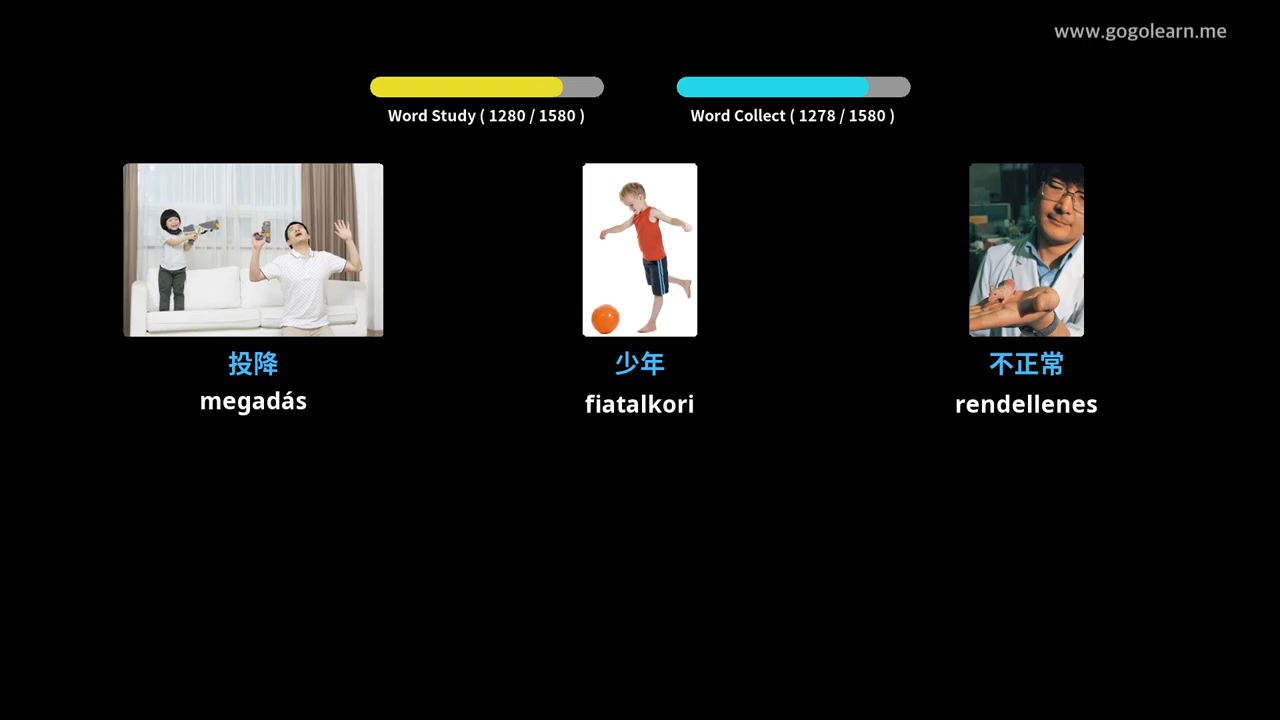 www.gogolearn.me
Word Study ( 1280 / 1580 )
Word Collect ( 1278 / 1580 )
投降
megadás
少年
fiatalkori
不正常
rendellenes